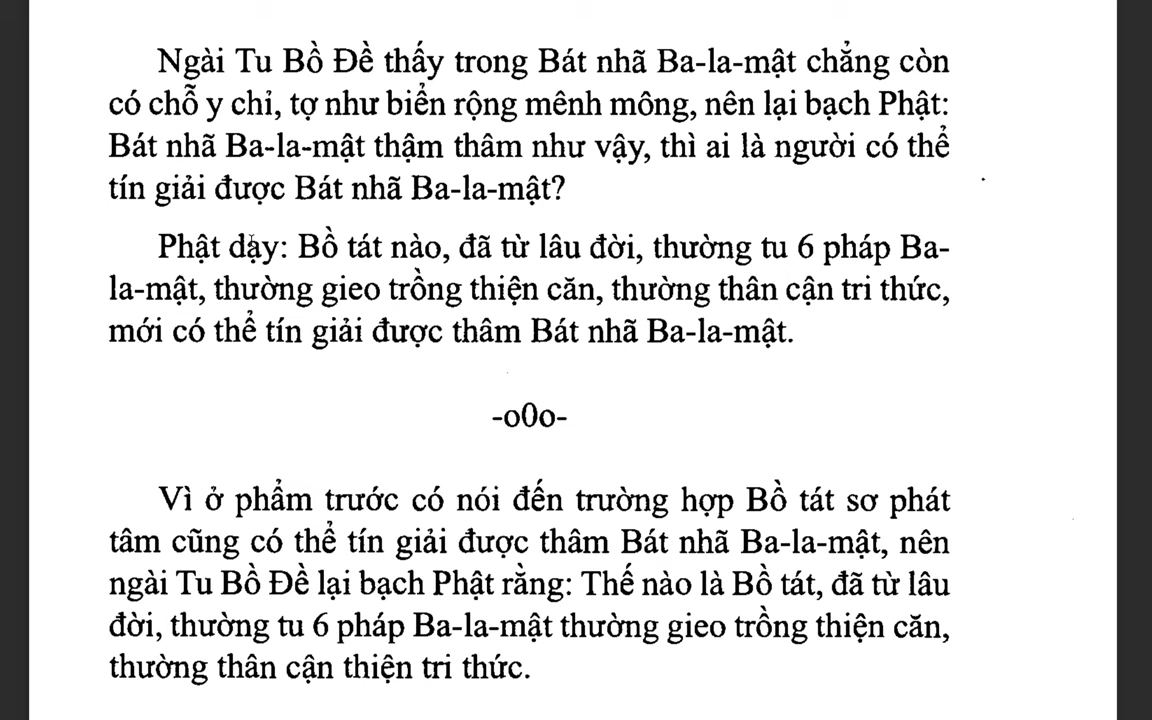 Ngài Tu Bồ Đề thấy trong Bát nhã Ba-la-mật chẳng còn
có chỗ y chỉ, tợ như biển rộng mênh mông, nên lại bạch Phật:
Bát nhã Ba-la-mật thậm thâm như vậy, thì ai là người có thể
tín giải được Bát nhã Ba-la-mật?
Phật dạy: Bồ tát nào, đã từ lâu đời, thường tu 6 pháp Ba-
la-mật, thường gieo trồng thiện căn, thường thân cận tri thức,
mới có thể tín giải được thâm Bát nhã Ba-la-mật.
-o0o-
Vì ở phẩm trước có nói đến trường hợp Bồ tát sơ phát
tâm cũng có thể tín giải được thâm Bát nhã Ba-la-mật, nên
ngài Tu Bồ Đề lại bạch Phật rằng: Thế nào là Bồ tát, đã từ lâu
đời, thường tu 6 pháp Ba-la-mật thường gieo trồng thiện căn,
thường thân cận thiện tri thức.